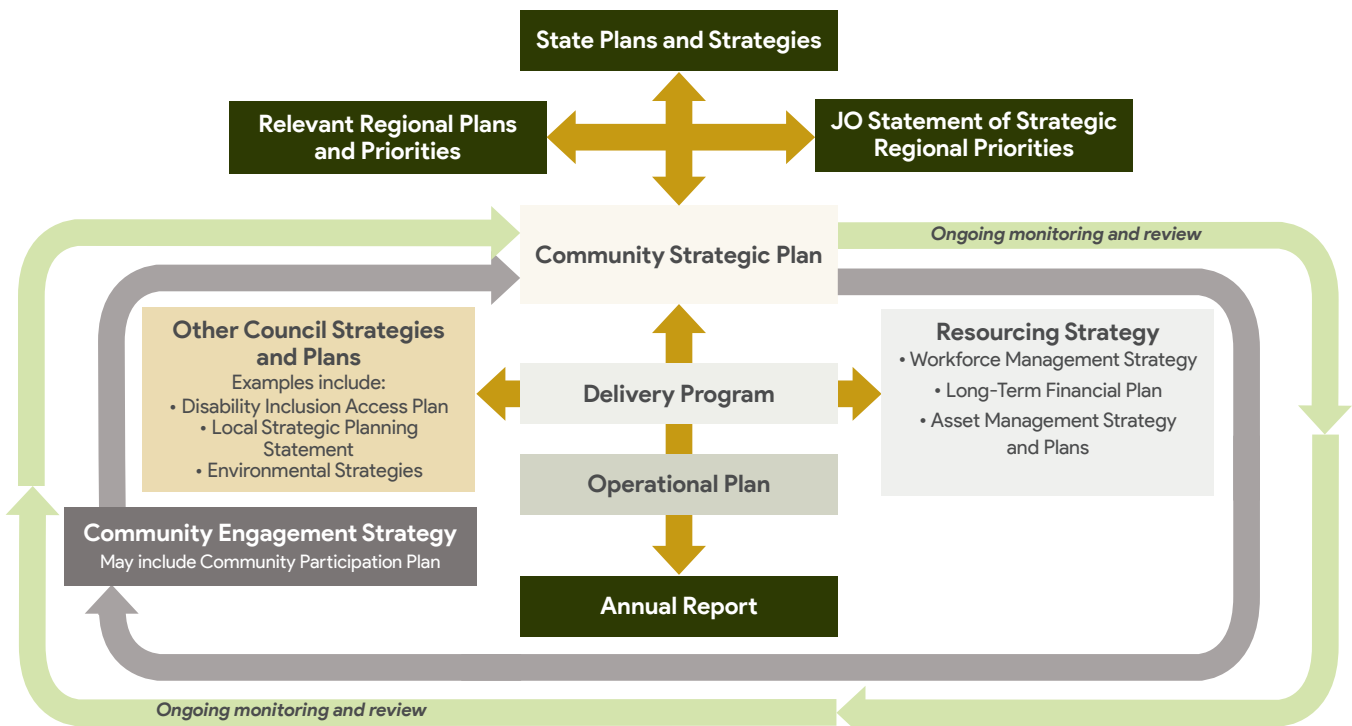 State Plans and Strategies
Relevant Regional Plans
and Priorities
JO Statement of Strategic
Regional Priorities
Community Strategic Plan
Ongoing monitoring and review
Other Council Strategies
and Plans
Examples include:
• Disability Inclusion Access Plan
• Local Strategic Planning
Statement
• Environmental Strategies
Delivery Program
Resourcing Strategy
• Workforce Management Strategy
• Long-Term Financial Plan
• Asset Management Strategy
and Plans
Operational Plan
Community Engagement Strategy
May include Community Participation Plan
Annual Report
Ongoing monitoring and review